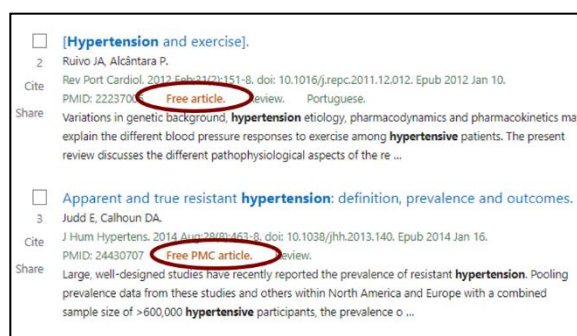 [Hypertension and exercise].
2 Ruivo JA, Alcântara P.
Cite Rev Port Cardiol. 2012 Feb;31(2):151-8. doi: 10.1016/j.repc.2011.12.012. Epub 2012 Jan 10.
PMID: Free article. Review. Portuguese.
Share Variations in genetic background, hypertension etiology, pharmacodynamics and pharmacokinetics ma
explain the different blood pressure responses to exercise among hypertensive patients. The present
review discusses the different pathophysiological aspects of the re ...
Apparent and true resistant hypertension: definition, prevalence and outcomes.
3 Judd E, Calhoun DA.
Cite J Hum Hypertens. 2014 Aug;28(8):463-8. doi: 10.1038/jhh.2013.140. Epub 2014 Jan 16.
PMID: 24430707 Free PMC article. Review.
Share Large, well-designed studies have recently reported the prevalence of resistant hypertension. Pooling
prevalence data from these studies and others within North America and Europe with a combined
sample size of >600,000 hypertensive participants, the prevalence o ...